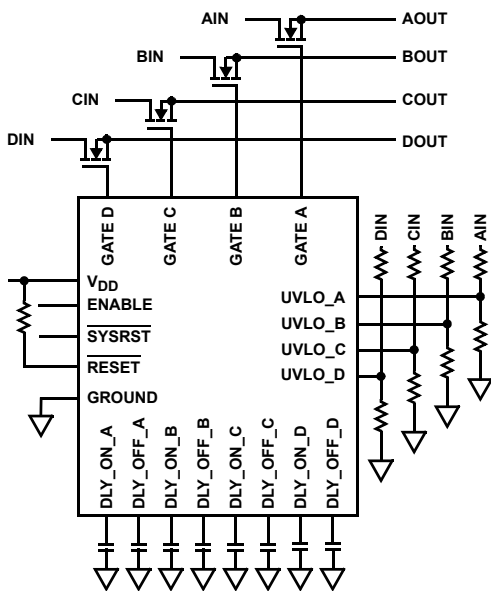 AIN AOUT
BIN BOUT
CIN COUT
DIN DOUT
GATE D GATE C GATE B GATE A
DIN CIN BIN AIN
VDD
ENABLE
SYSRST
RESET
GROUND
UVLO_A
UVLO_B
UVLO_C
UVLO_D
DLY_ON_A DLY_OFF_A DLY_ON_B DLY_OFF_B DLY_ON_C DLY_OFF_C DLY_ON_D DLY_OFF_D